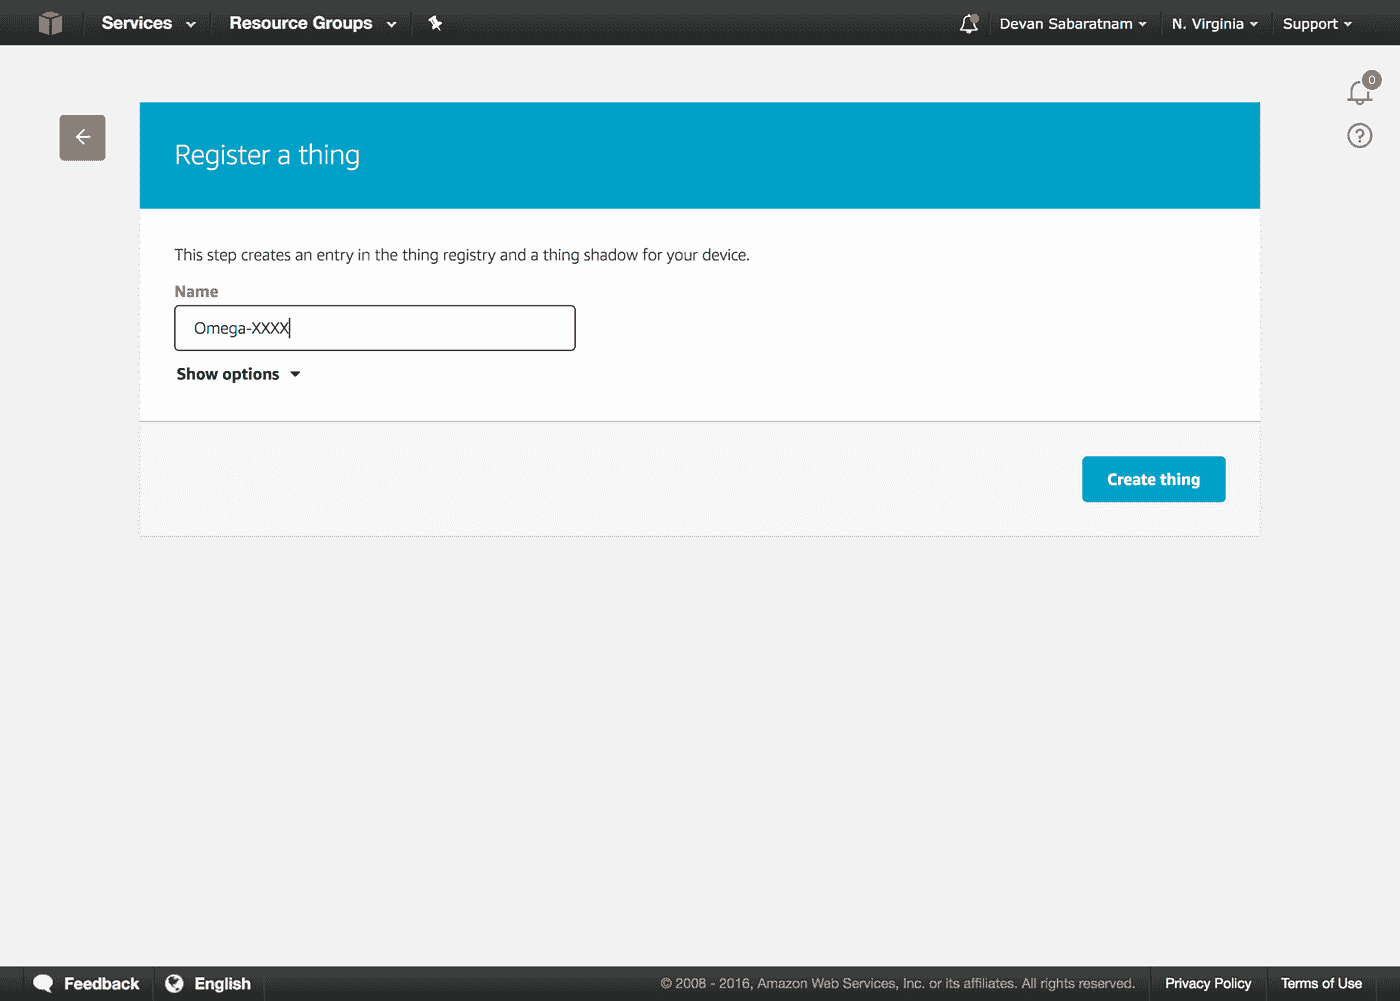 Services Resource Groups Devan Sabaratnam N. Virginia Support
0
Register a thing
This step creates an entry in the thing registry and a thing shadow for your device.
Name
Omega-XXXX
Show options
Create thing
Feedback English © 2008 - 2016, Amazon Web Services, Inc. or its affiliates. All rights reserved. Privacy Policy Terms of Use